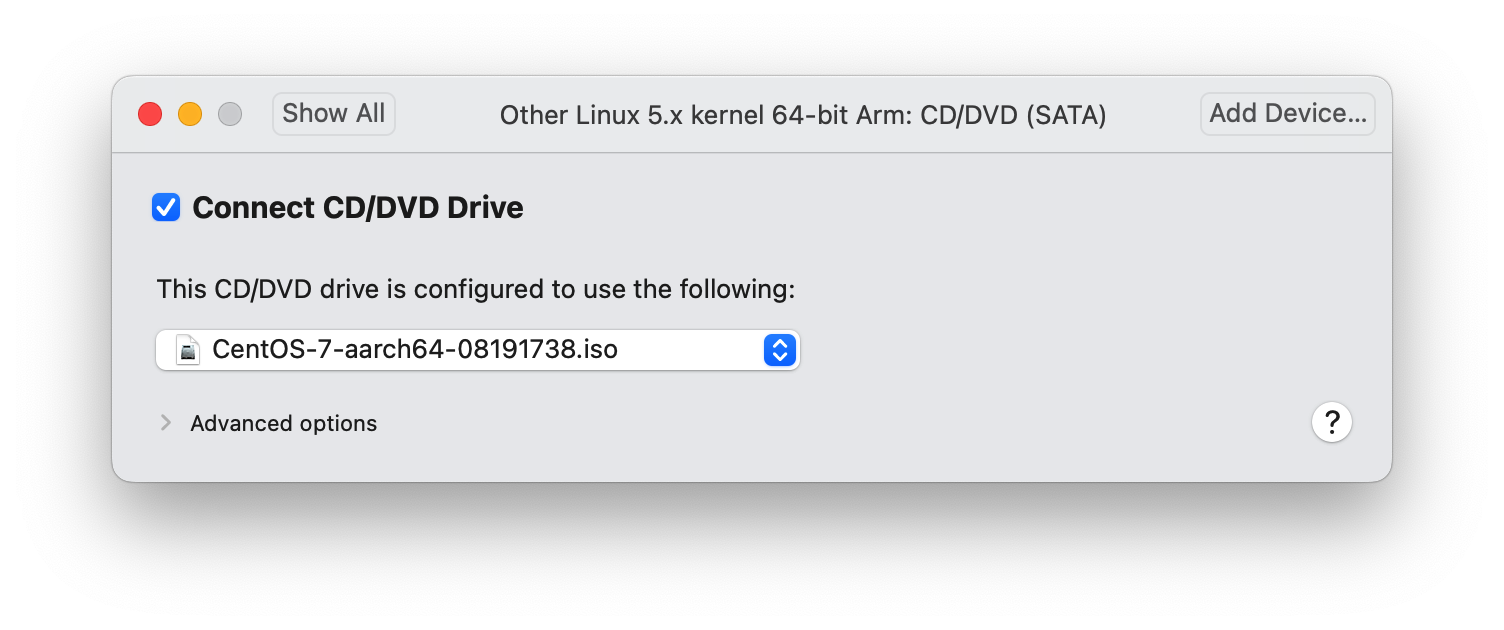 Show All
Other Linux 5.x kernel 64-bit Arm: CD/DVD (SATA)
Add Device...
Connect CD/DVD Drive
This CD/DVD drive is configured to use the following:
CentOS-7-aarch64-08191738.iso
Advanced options
?